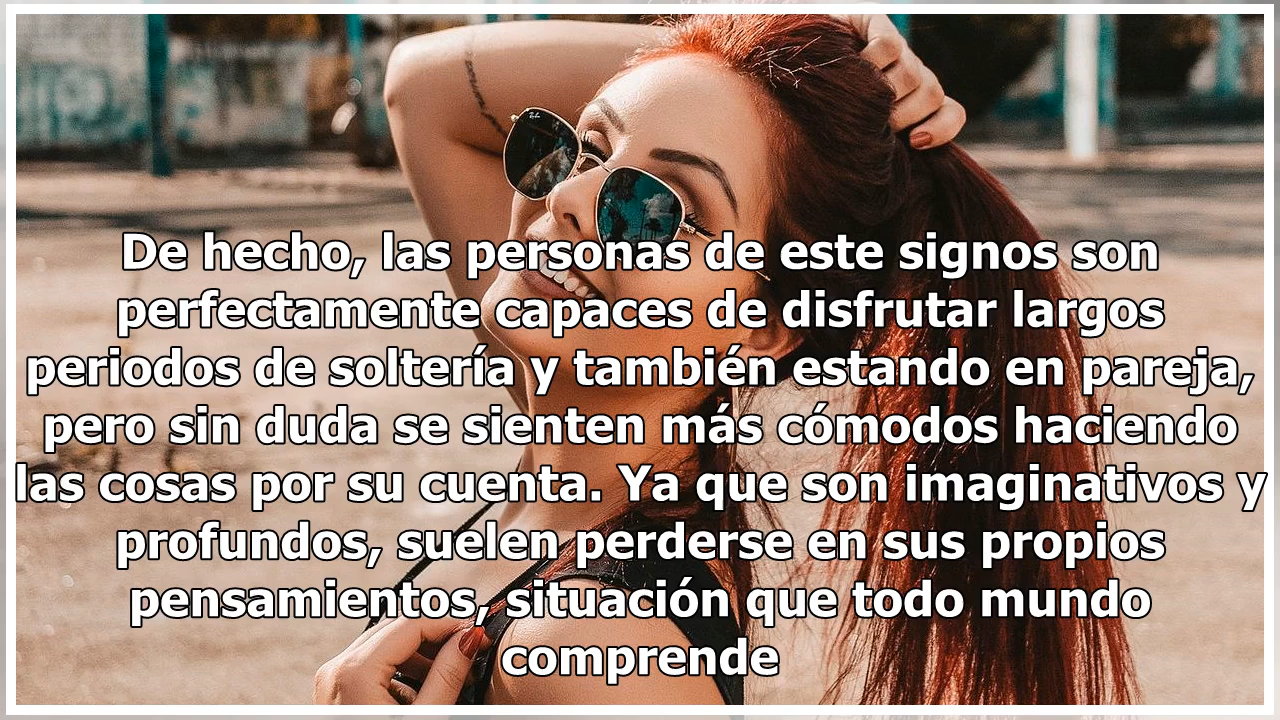 De hecho, las personas de este signos son
perfectamente capaces de disfrutar largos
periodos de soltería y también estando en pareja,
pero sin duda se sienten más cómodos haciendo
las cosas por su cuenta. Ya que son imaginativos y
profundos, suelen perderse en sus propios
pensamientos, situación que todo mundo
comprende